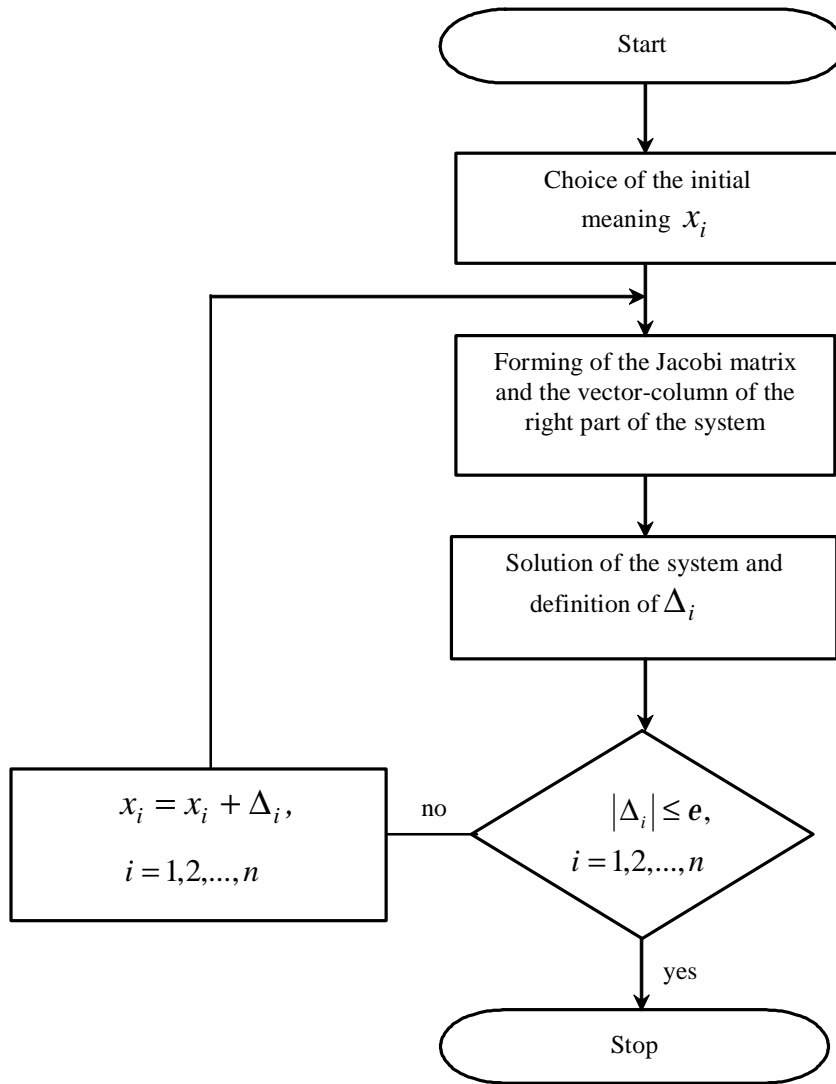 Start
Choice of the initial
meaning x_i
Forming of the Jacobi matrix
and the vector-column of the
right part of the system
Solution of the system and
definition of Δ_i
|Δ_i| ≤ e,
i = 1,2,...,n
no
x_i = x_i + Δ_i,
i = 1,2,...,n
yes
Stop